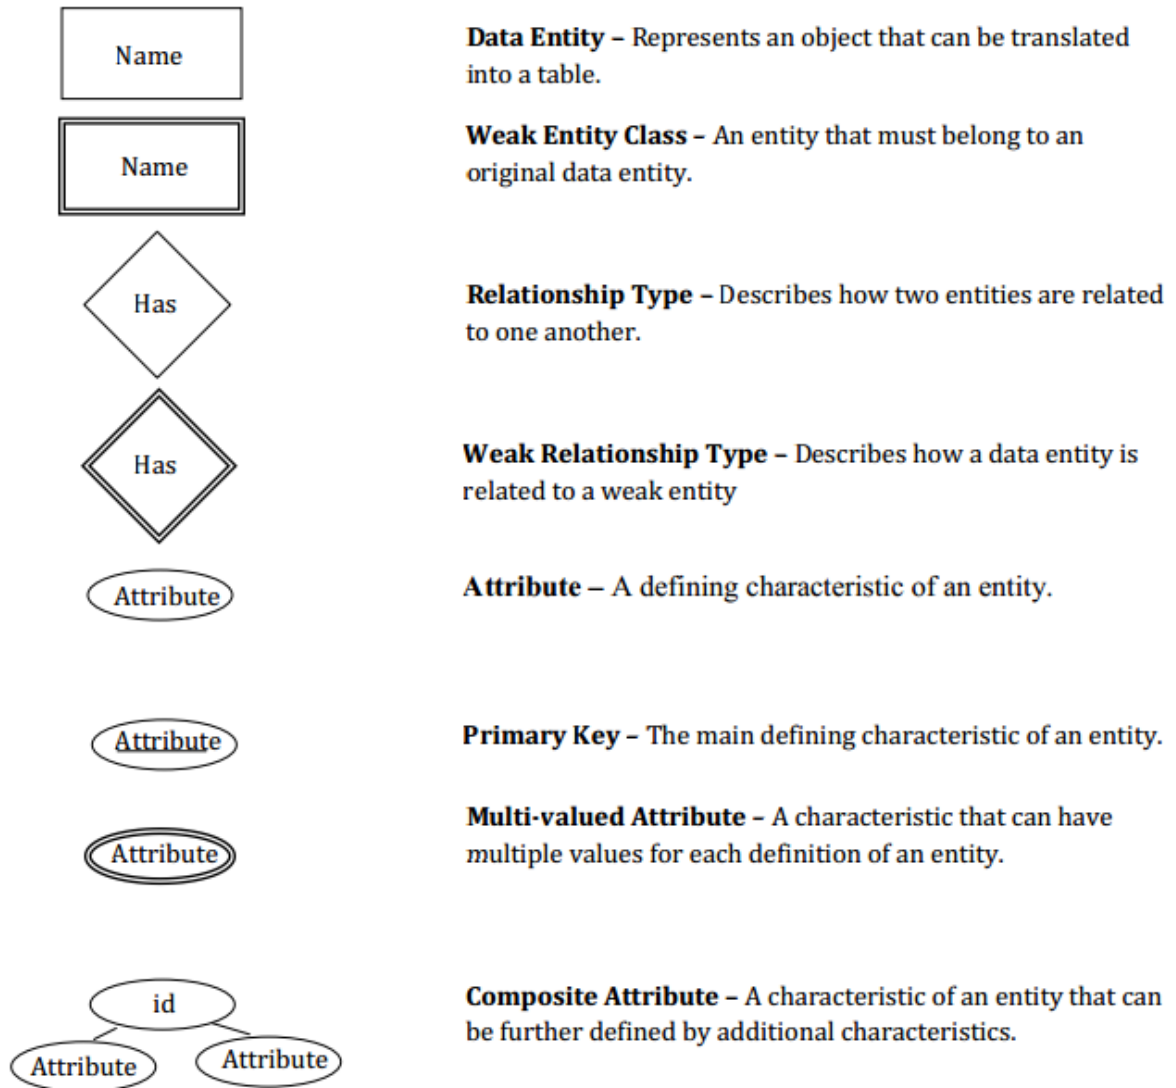 Name
Data Entity – Represents an object that can be translated
into a table.
Name
Weak Entity Class – An entity that must belong to an
original data entity.
Has
Relationship Type – Describes how two entities are related
to one another.
Has
Weak Relationship Type – Describes how a data entity is
related to a weak entity
Attribute
Attribute – A defining characteristic of an entity.
Attribute
Primary Key – The main defining characteristic of an entity.
Attribute
Multi-valued Attribute – A characteristic that can have
multiple values for each definition of an entity.
id
Attribute
Attribute
Composite Attribute – A characteristic of an entity that can
be further defined by additional characteristics.